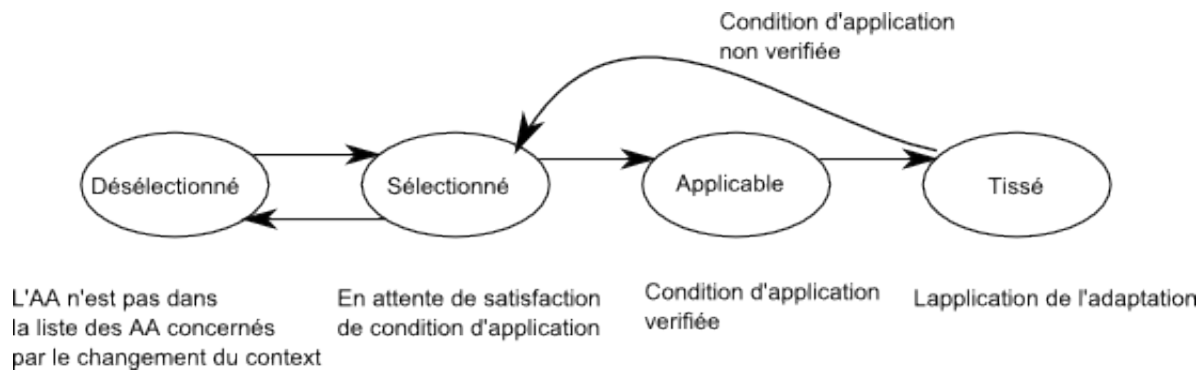 Condition d'application
non verifiée
Désélectionné
Sélectionné
Applicable
Tissé
L'AA n'est pas dans
la liste des AA concernés
par le changement du context
En attente de satisfaction
de condition d'application
Condition d'application
verifiée
Lapplication de l'adaptation